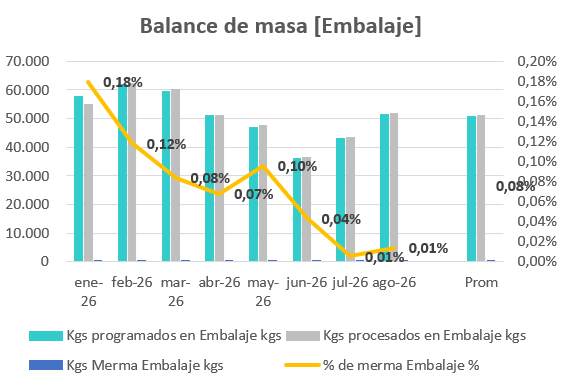 Balance de masa [Embalaje]
70.000
60.000
50.000
40.000
30.000
20.000
10.000
0
0,20%
0,18%
0,16%
0,14%
0,12%
0,10%
0,08%
0,06%
0,04%
0,02%
0,00%
0,18%
0,12%
0,08%
0,07%
0,10%
0,04%
0,01%
0,01%
0,08%
ene-
26
feb-26
mar-
26
abr-26
may-
26
jun-26
jul-26
ago-26
Prom
Kgs programados en Embalaje kgs
Kgs procesados en Embalaje kgs
Kgs Merma Embalaje kgs
% de merma Embalaje %